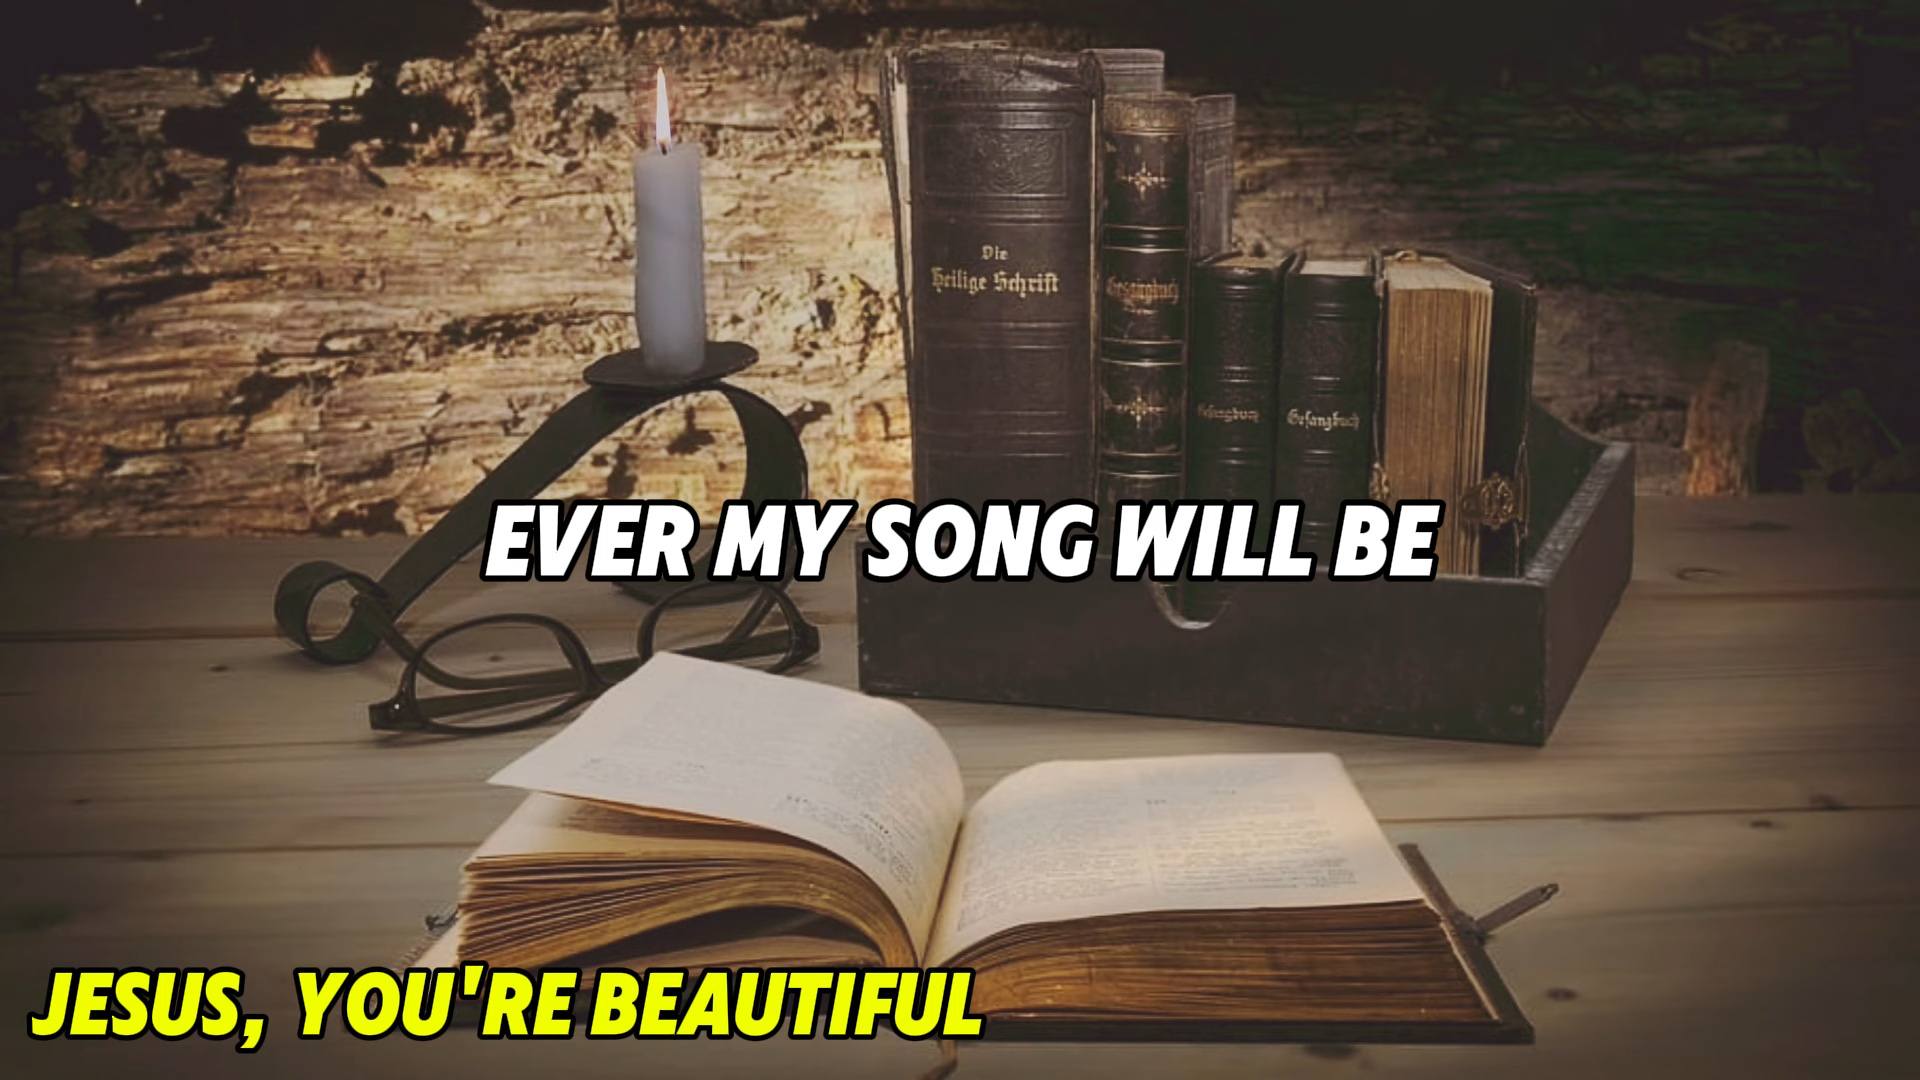 Die
Heilige Schrift
Gesangbuch
Gesangbuch
Gesangbuch
EVER MY SONG WILL BE
JESUS, YOU'RE BEAUTIFUL